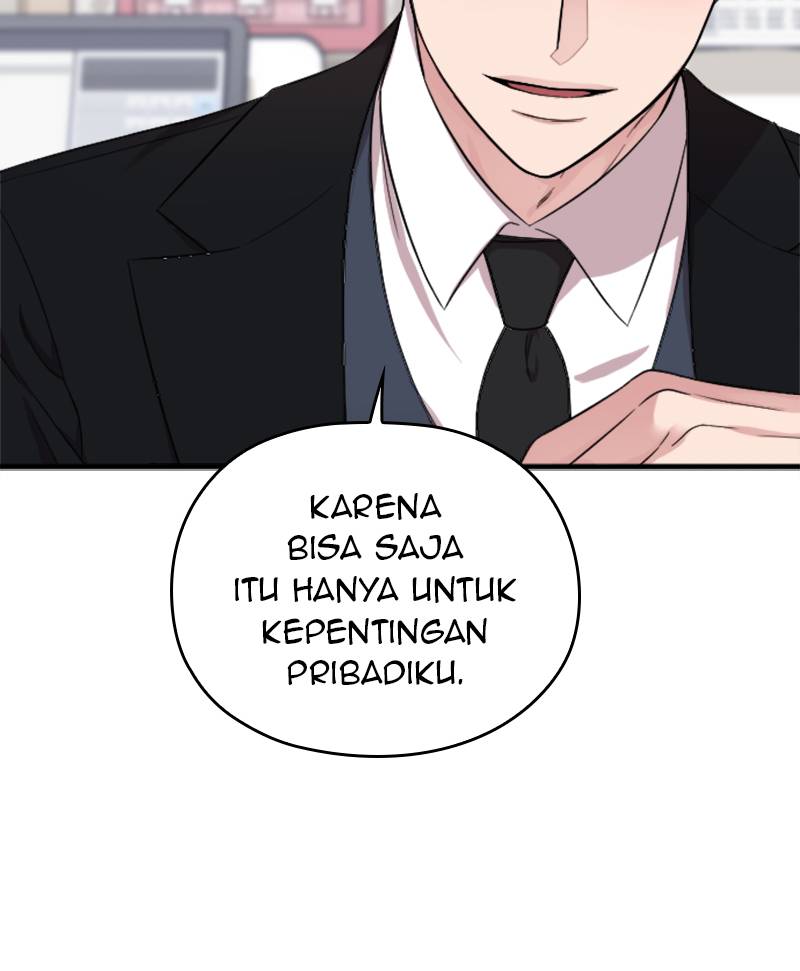 KARENA
BISA SAJA
ITU HANYA UNTUK
KEPENTINGAN
PRIBADIKU.